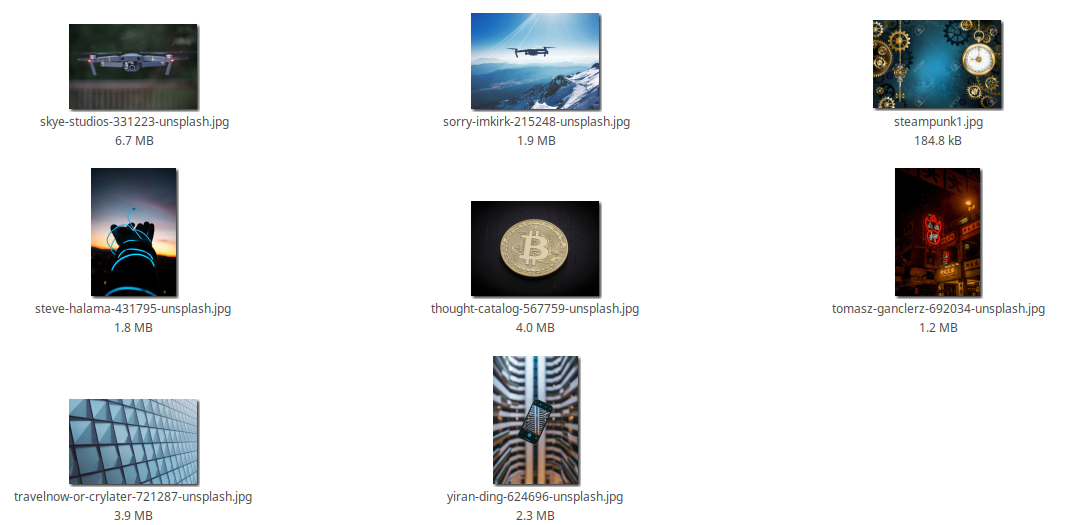 skye-studios-331223-unsplash.jpg
6.7 MB
sorry-imkirk-215248-unsplash.jpg
1.9 MB
steampunk1.jpg
184.8 kB
steve-halama-431795-unsplash.jpg
1.8 MB
thought-catalog-567759-unsplash.jpg
4.0 MB
tomasz-ganclerz-692034-unsplash.jpg
1.2 MB
travelnow-or-crylater-721287-unsplash.jpg
3.9 MB
yiran-ding-624696-unsplash.jpg
2.3 MB